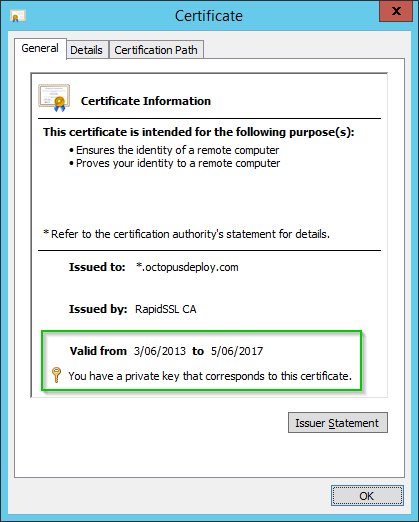 Certificate
x
General Details Certification Path
Certificate Information
This certificate is intended for the following purpose(s):
• Ensures the identity of a remote computer
• Proves your identity to a remote computer
* Refer to the certification authority's statement for details.
Issued to: *.octopusdeploy.com
Issued by: RapidSSL CA
Valid from 3/06/2013 to 5/06/2017
You have a private key that corresponds to this certificate.
Issuer Statement
OK